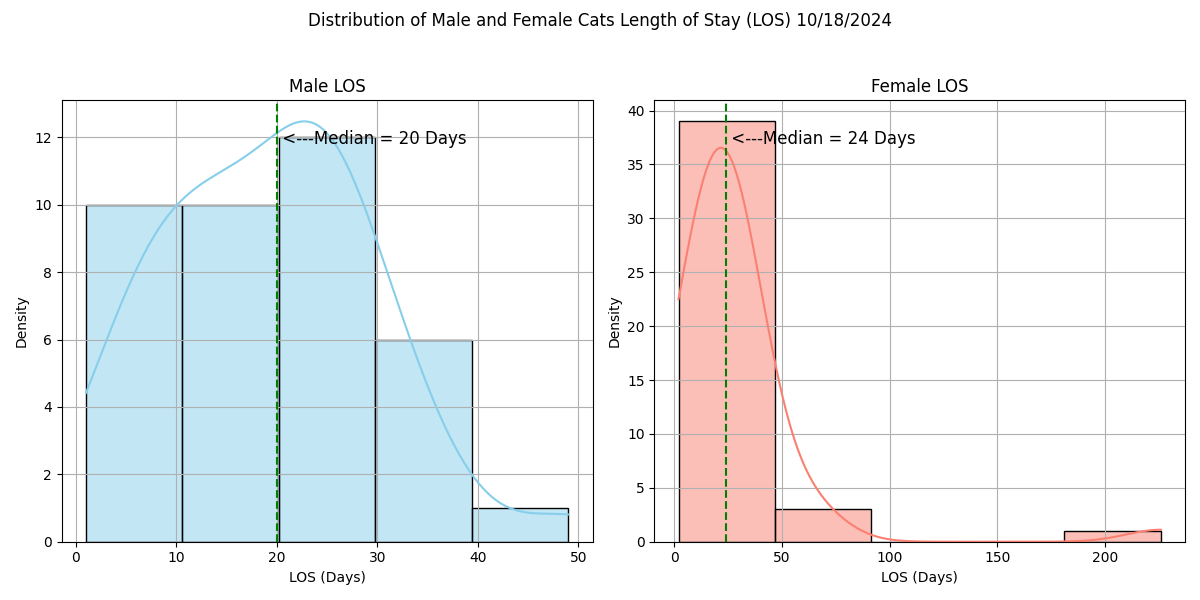 Distribution of Male and Female Cats Length of Stay (LOS) 10/18/2024
Male LOS
<---Median = 20 Days
Density
12
10
8
6
4
2
0
0 10 20 30 40 50
LOS (Days)
Female LOS
<---Median = 24 Days
Density
40
35
30
25
20
15
10
5
0
0 50 100 150 200
LOS (Days)